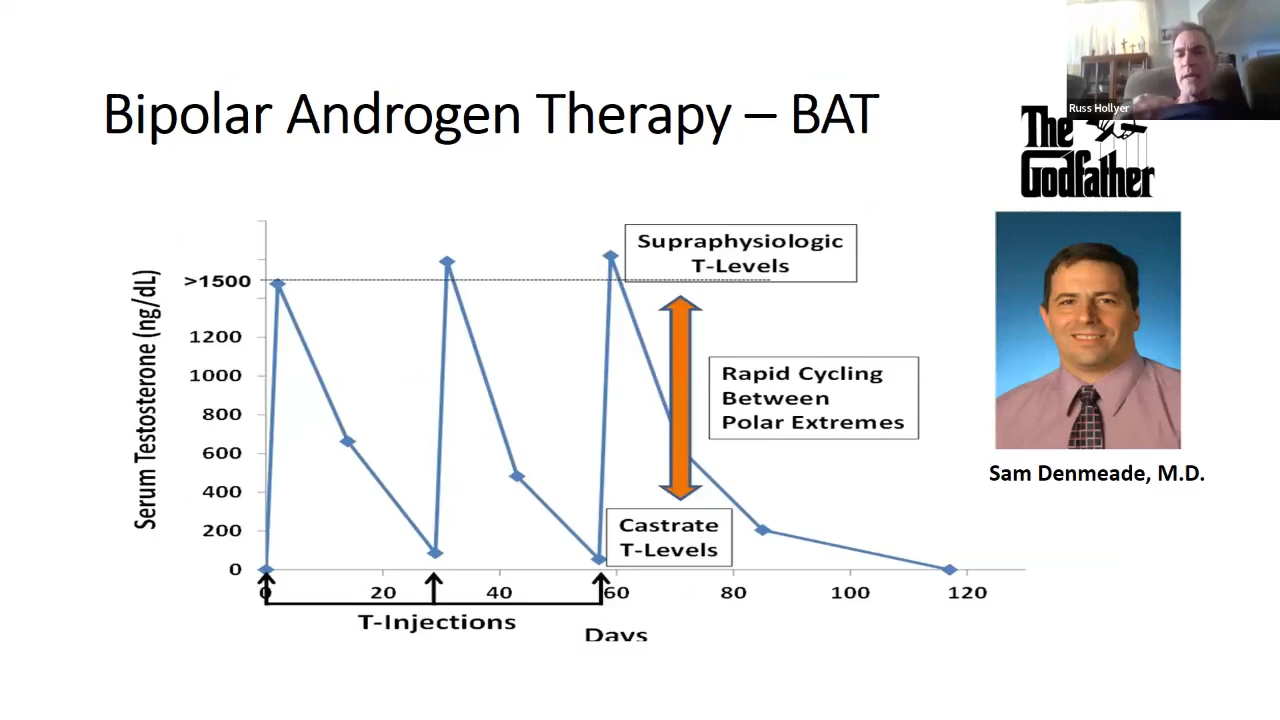 Russ Hollyer
Bipolar Androgen Therapy – BAT
The
Godfather
Supraphysiologic
T-Levels
Serum Testosterone (ng/dL)
>1500
1200
1000
800
600
400
200
0
Rapid Cycling
Between
Polar Extremes
Sam Denmeade, M.D.
Castrate
T-Levels
0 20 40 60 80 100 120
T-Injections
Days